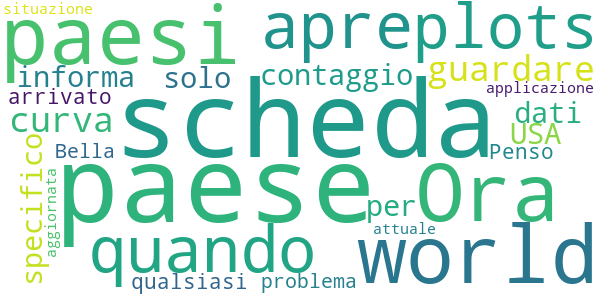 situazione
paesi
apreplots
informa
solo
contaggio
guardare
arrivato
applicazione
scheda
curva
dati
USA
Bella
Penso
specifico
aggiornata
paese
Ora
per
attuale
quando
world
qualsiasi
problema